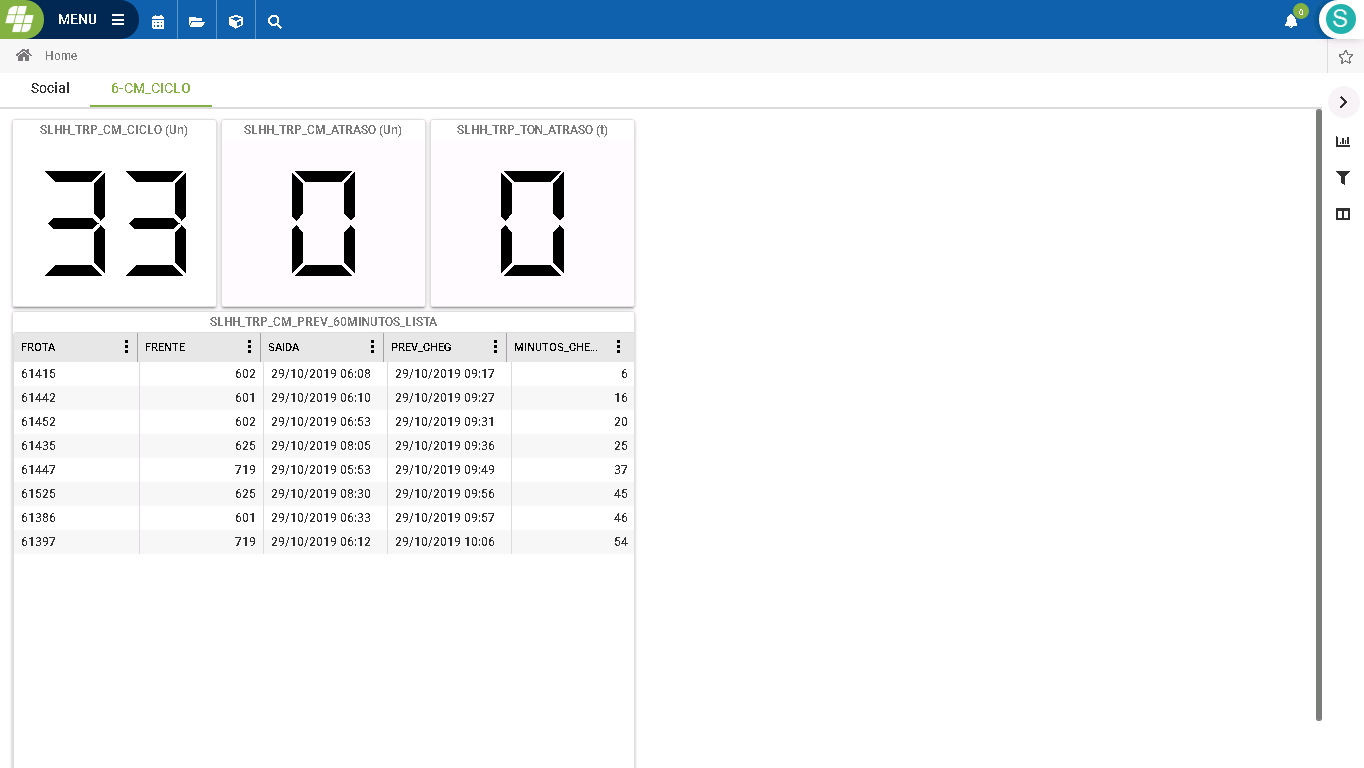 MENU
0
S
Home
Social 6-CM_CICLO
SLHH_TRP_CM_CICLO (Un) SLHH_TRP_CM_ATRASO (Un) SLHH_TRP_TON_ATRASO (t)
33 0 0
SLHH_TRP_CM_PREV_60MINUTOS_LISTA
FROTA FRENTE SAIDA PREV_CHEG MINUTOS_CHE...
61415 602 29/10/2019 06:08 29/10/2019 09:17 6
61442 601 29/10/2019 06:10 29/10/2019 09:27 16
61452 602 29/10/2019 06:53 29/10/2019 09:31 20
61435 625 29/10/2019 08:05 29/10/2019 09:36 25
61447 719 29/10/2019 05:53 29/10/2019 09:49 37
61525 625 29/10/2019 08:30 29/10/2019 09:56 45
61386 601 29/10/2019 06:33 29/10/2019 09:57 46
61397 719 29/10/2019 06:12 29/10/2019 10:06 54